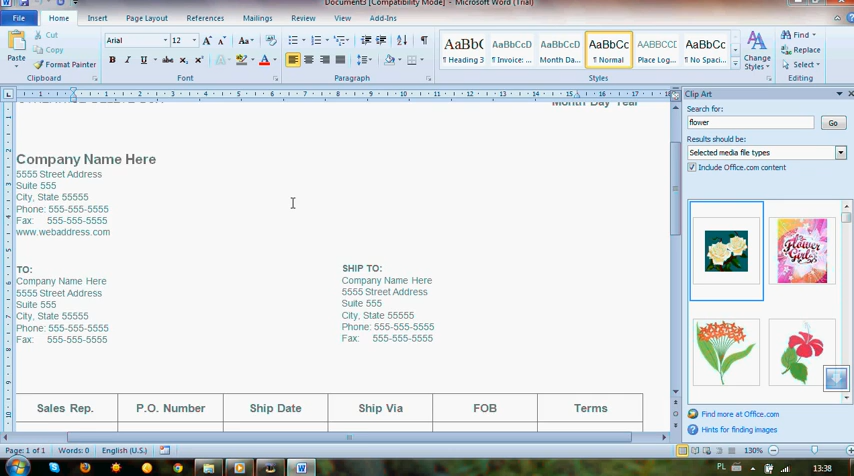 Document3 [Compatibility Mode] - Microsoft Word (Trial)
File Home Insert Page Layout References Mailings Review View Add-Ins
Cut
Copy
Format Painter
Paste
Clipboard
Arial 12
Font
Paragraph
AaBb( AaBbCcD AaBbCcD AaBbCc AABBCCD AaBbCc
Heading 3 ¶ Invoice: ... Month Da... ¶ Normal Place Log... ¶ No Spaci...
Styles
Change Styles
Find
Replace
Select
Editing
Month Day Year
Company Name Here
5555 Street Address
Suite 555
City, State 55555
Phone: 555-555-5555
Fax: 555-555-5555
www.webaddress.com
TO:
Company Name Here
5555 Street Address
Suite 555
City, State 55555
Phone: 555-555-5555
Fax: 555-555-5555
SHIP TO:
Company Name Here
5555 Street Address
Suite 555
City, State 55555
Phone: 555-555-5555
Fax: 555-555-5555
Sales Rep. P.O. Number Ship Date Ship Via FOB Terms
Clip Art
Search for:
flower
Go
Results should be:
Selected media file types
Include Office.com content
Flower Girl
Find more at Office.com
Hints for finding images
Page: 1 of 1 Words: 0 English (U.S.)
130%
PL
13:38